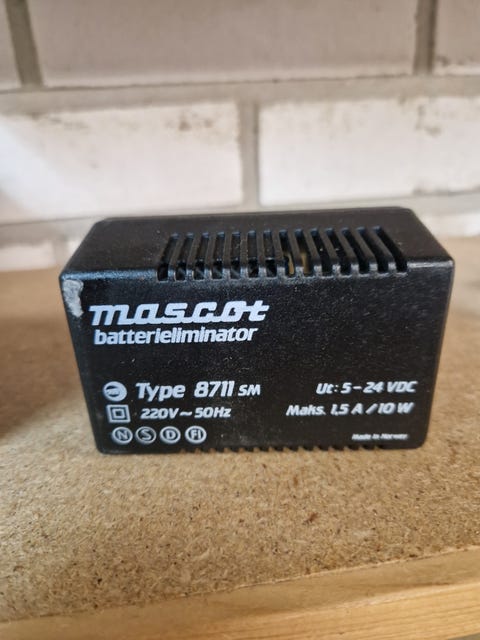 mascot
batterieliminator
Type 8711 SM
220V ~ 50Hz
N S D FI
Ut: 5-24 VDC
Maks. 1,5 A / 10 W
Made in Norway